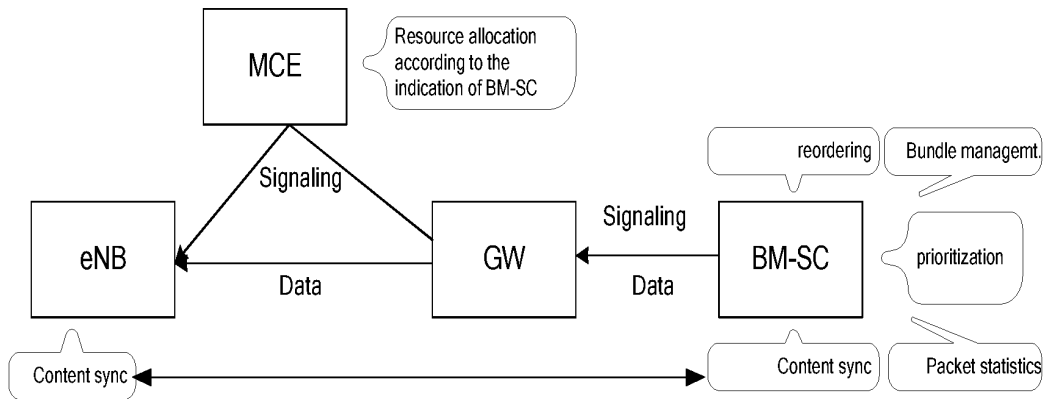 MCE
Resource allocation
according to the
indication of BM-SC
reordering
Bundle managemt.
Signaling
eNB
Data
GW
Signaling
Data
BM-SC
prioritization
Content sync
Content sync
Packet statistics